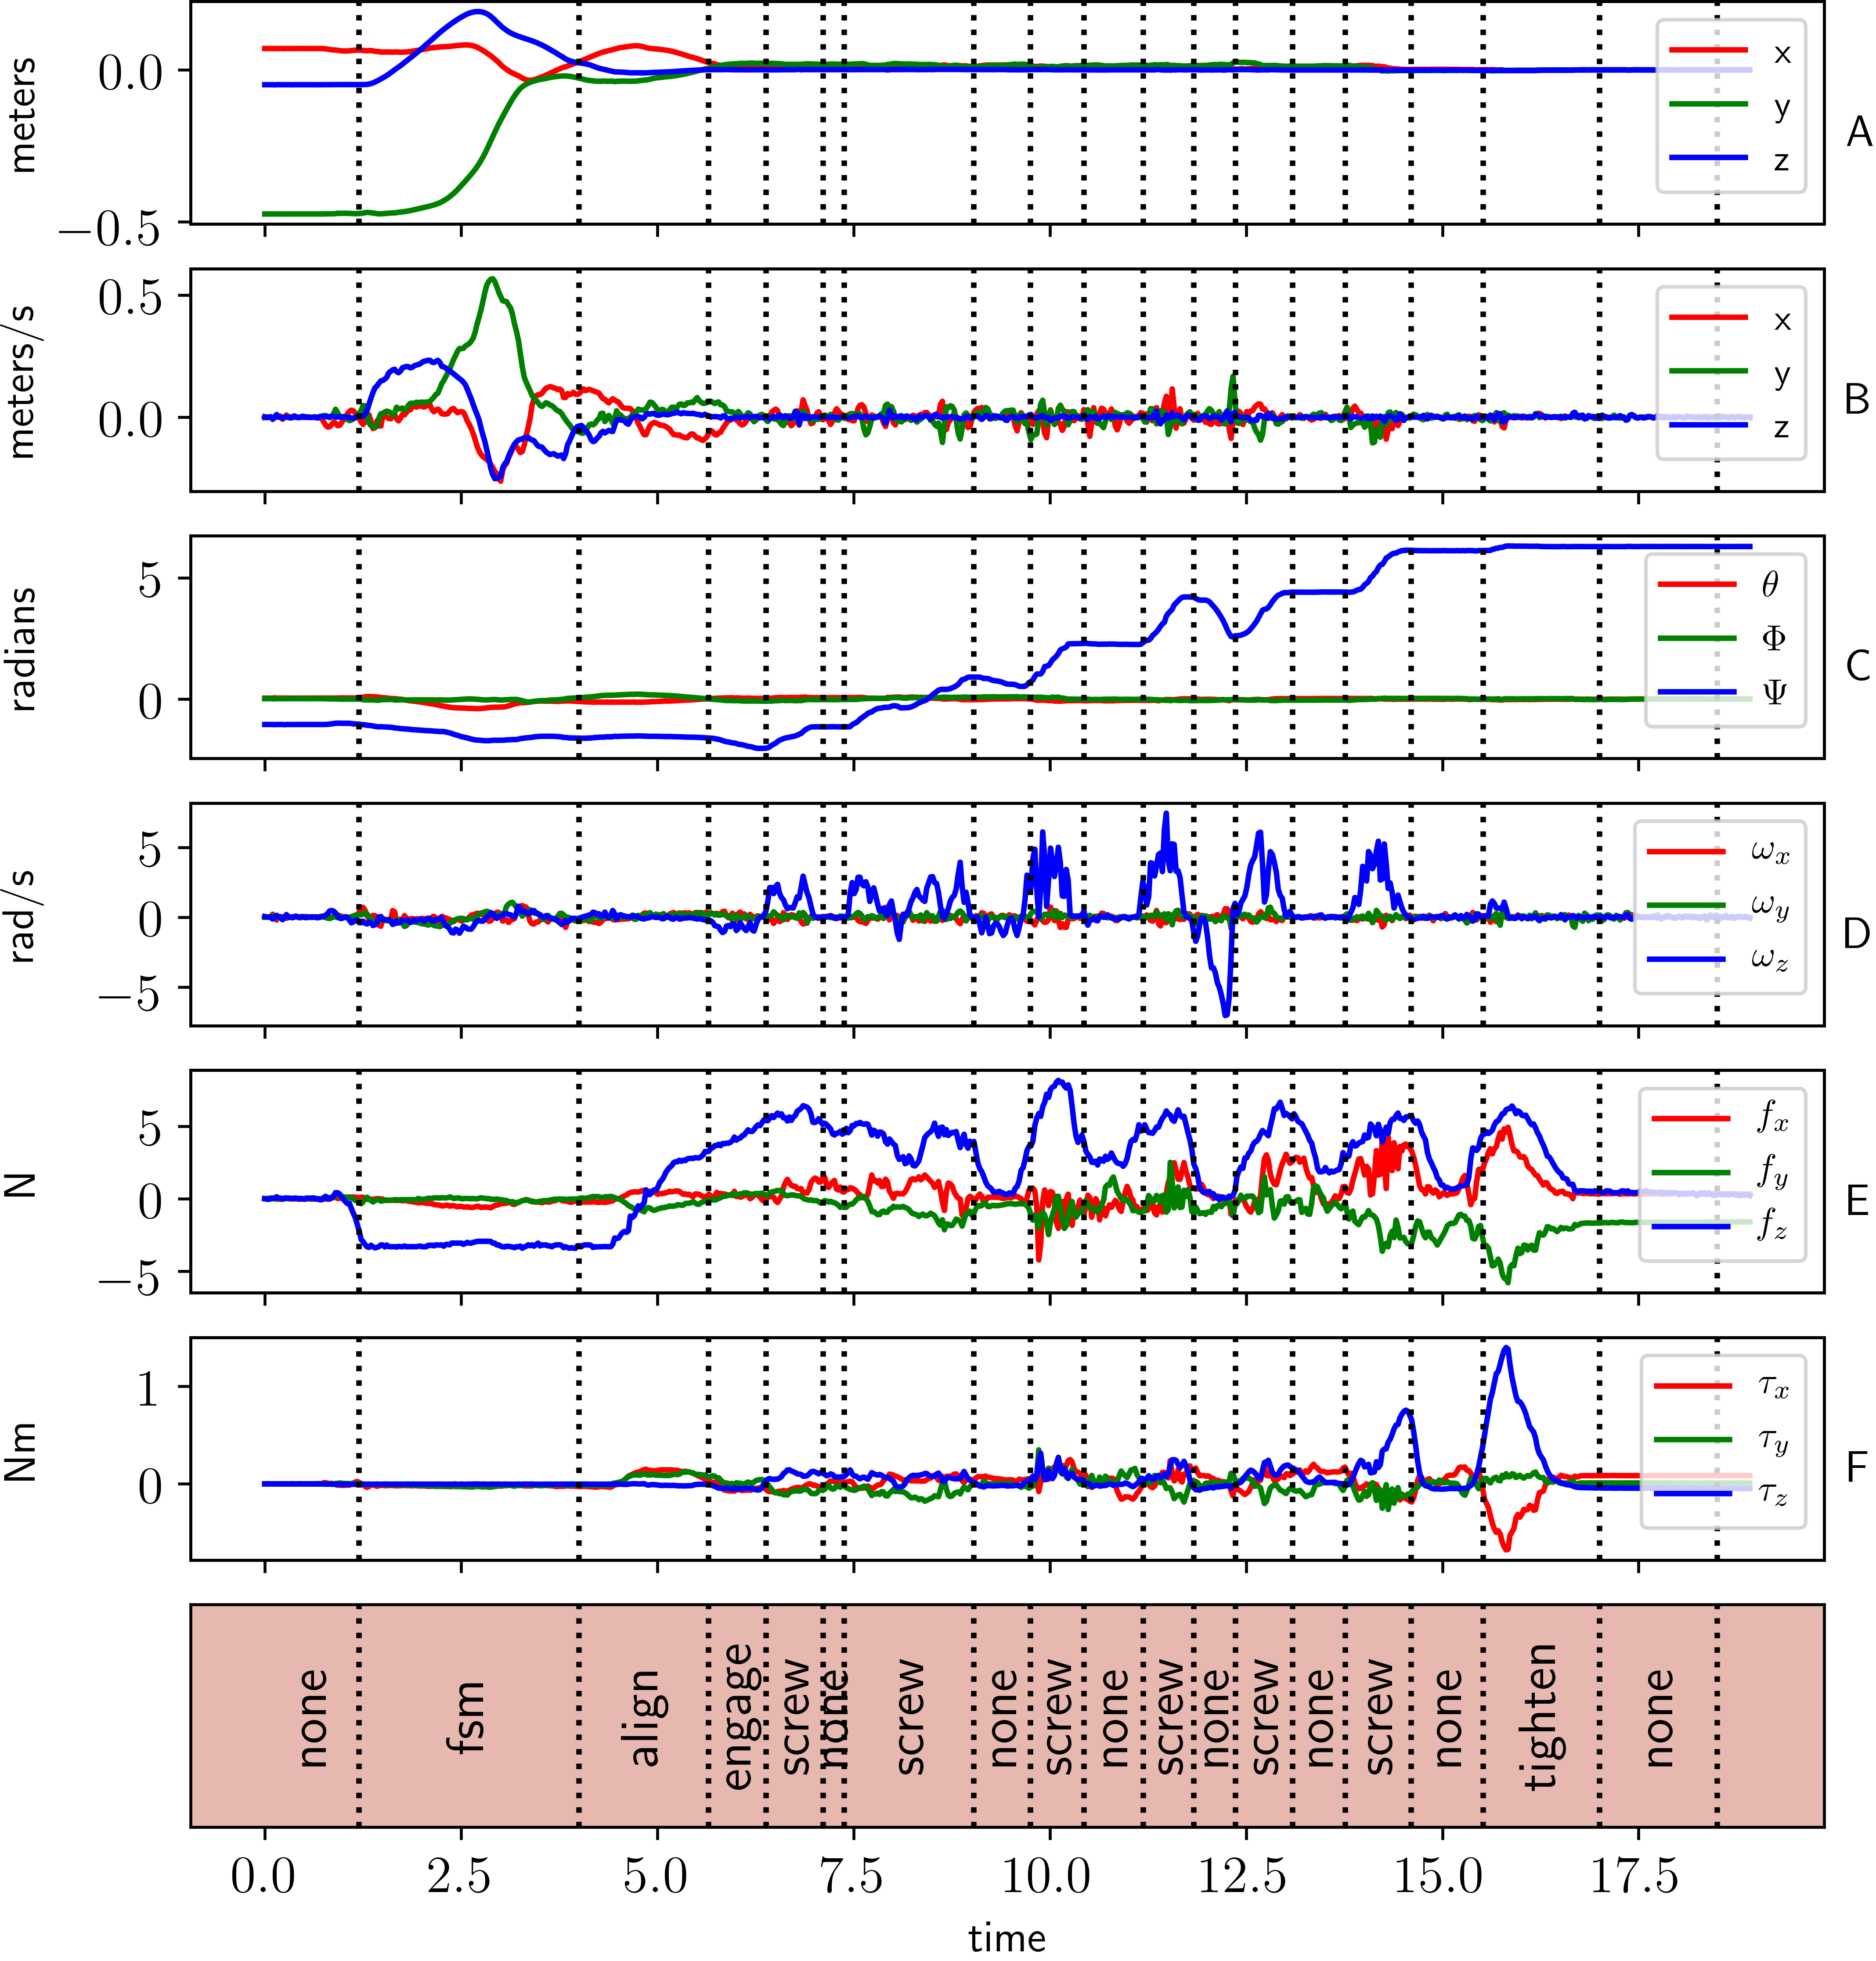 meters
0.0
−0.5
x
y
z
A
meters/s
0.5
0.0
x
y
z
B
radians
5
0
θ
Φ
Ψ
C
rad/s
5
0
−5
ωx
ωy
ωz
D
N
5
0
−5
fx
fy
fz
E
Nm
1
0
τx
τy
τz
F
none fsm align engage screw none screw none screw none screw none screw none screw none tighten none
0.0 2.5 5.0 7.5 10.0 12.5 15.0 17.5
time